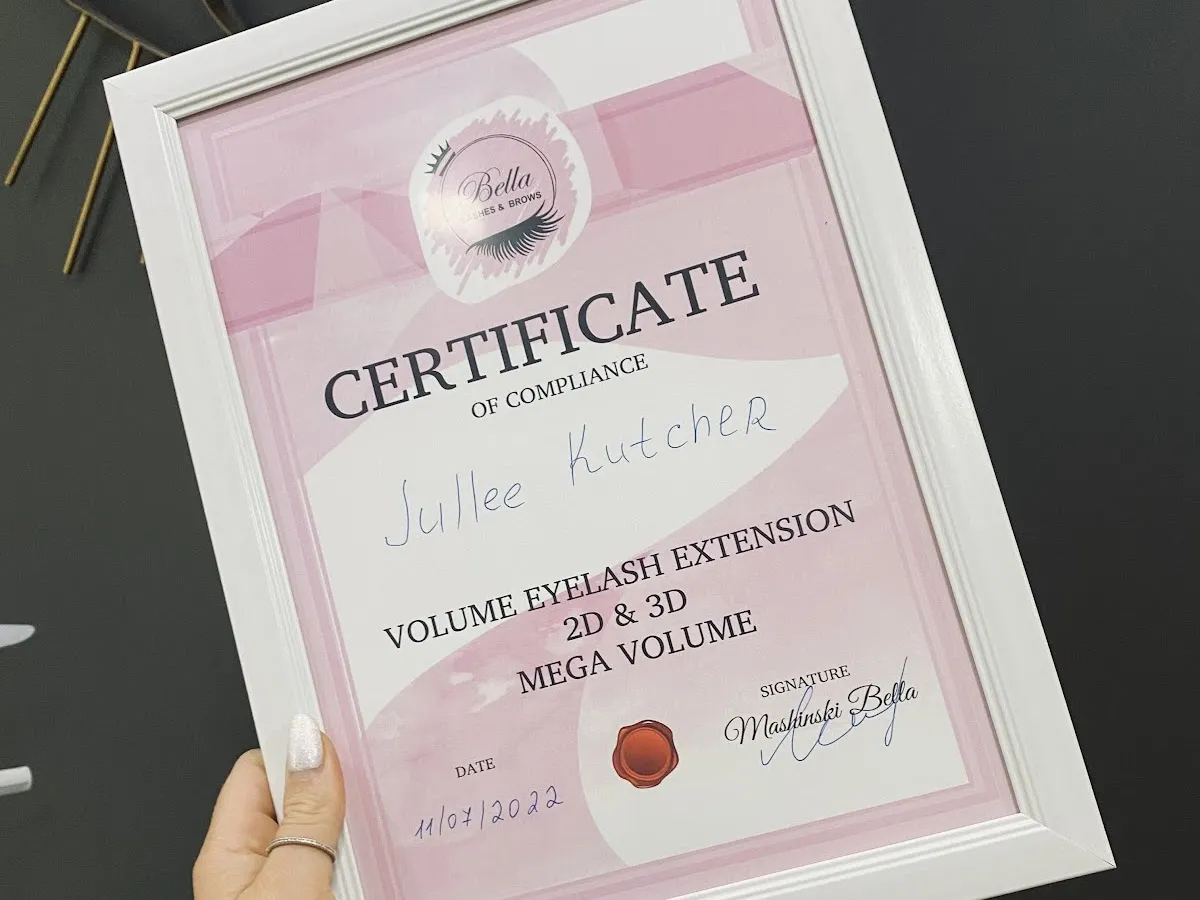 Bella
LASHES & BROWS
CERTIFICATE
OF COMPLIANCE
Jullee Kutcher
VOLUME EYELASH EXTENSION
2D & 3D
MEGA VOLUME
SIGNATURE
Mashinski Bella
DATE
11/07/2022